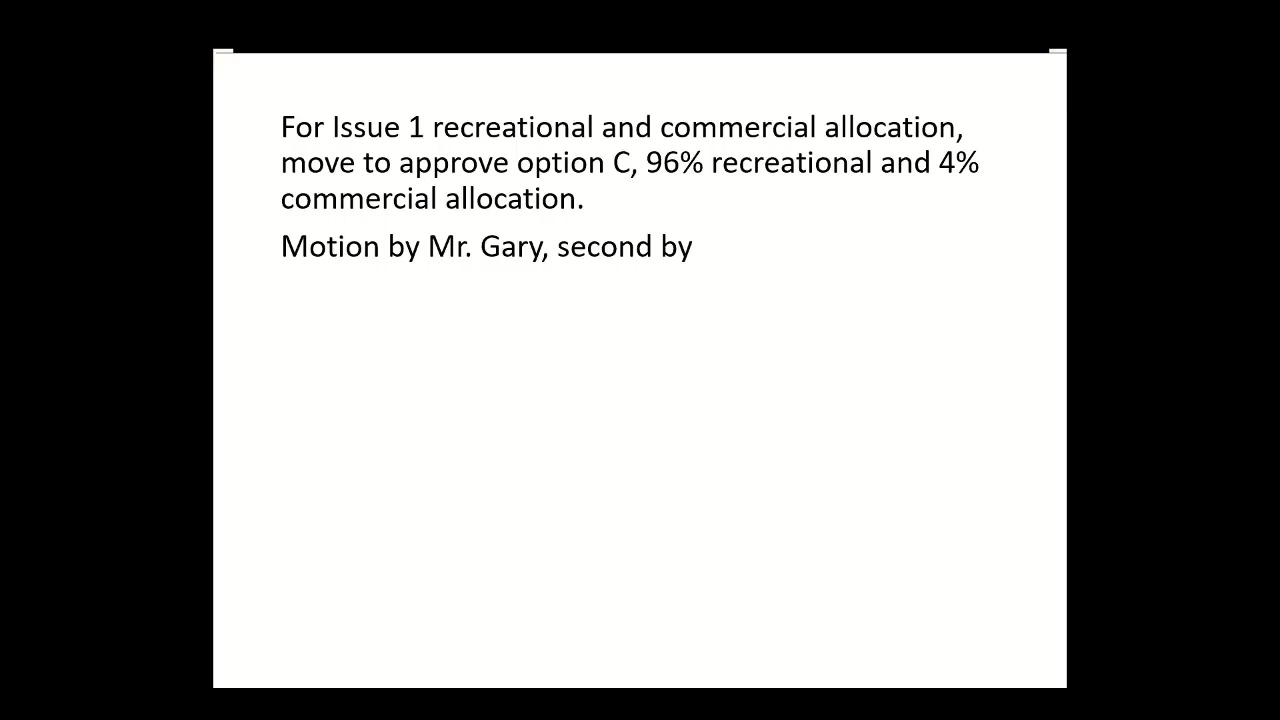 For Issue 1 recreational and commercial allocation,
move to approve option C, 96% recreational and 4%
commercial allocation.
Motion by Mr. Gary, second by